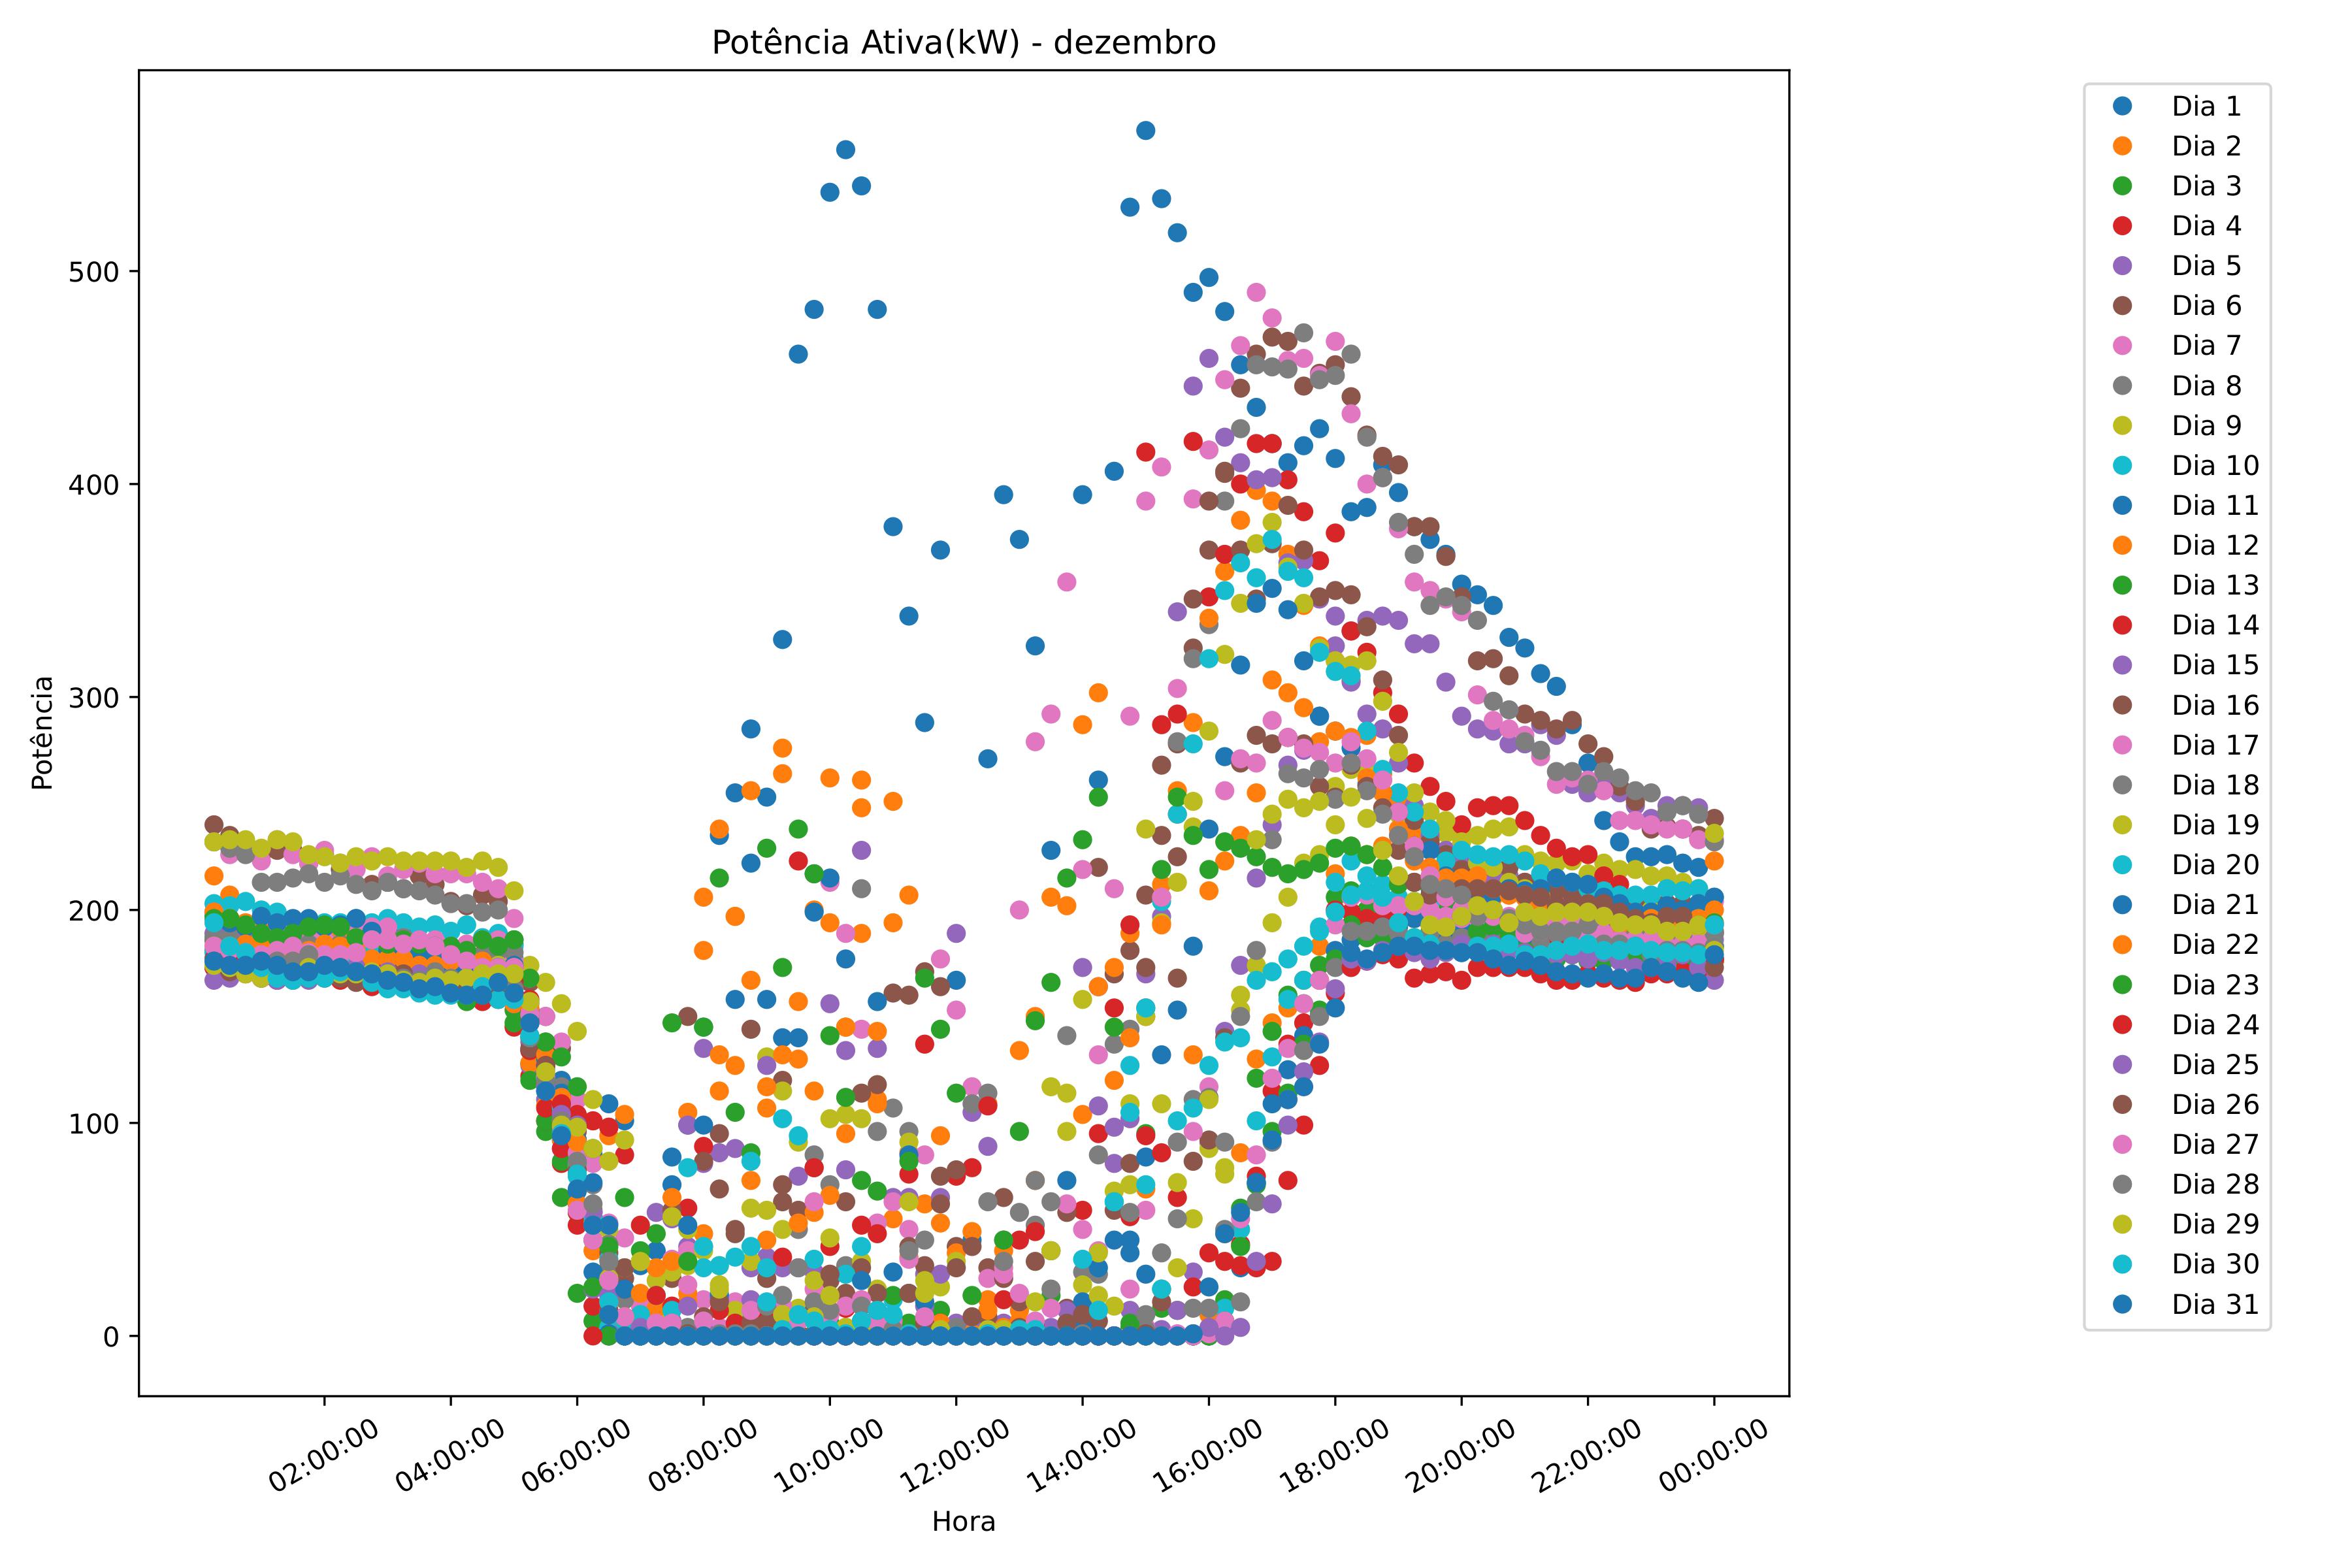 Potência Ativa(kW) - dezembro
Potência
500
400
300
200
100
0
02:00:00
04:00:00
06:00:00
08:00:00
10:00:00
12:00:00
14:00:00
16:00:00
18:00:00
20:00:00
22:00:00
00:00:00
Hora
Dia 1
Dia 2
Dia 3
Dia 4
Dia 5
Dia 6
Dia 7
Dia 8
Dia 9
Dia 10
Dia 11
Dia 12
Dia 13
Dia 14
Dia 15
Dia 16
Dia 17
Dia 18
Dia 19
Dia 20
Dia 21
Dia 22
Dia 23
Dia 24
Dia 25
Dia 26
Dia 27
Dia 28
Dia 29
Dia 30
Dia 31